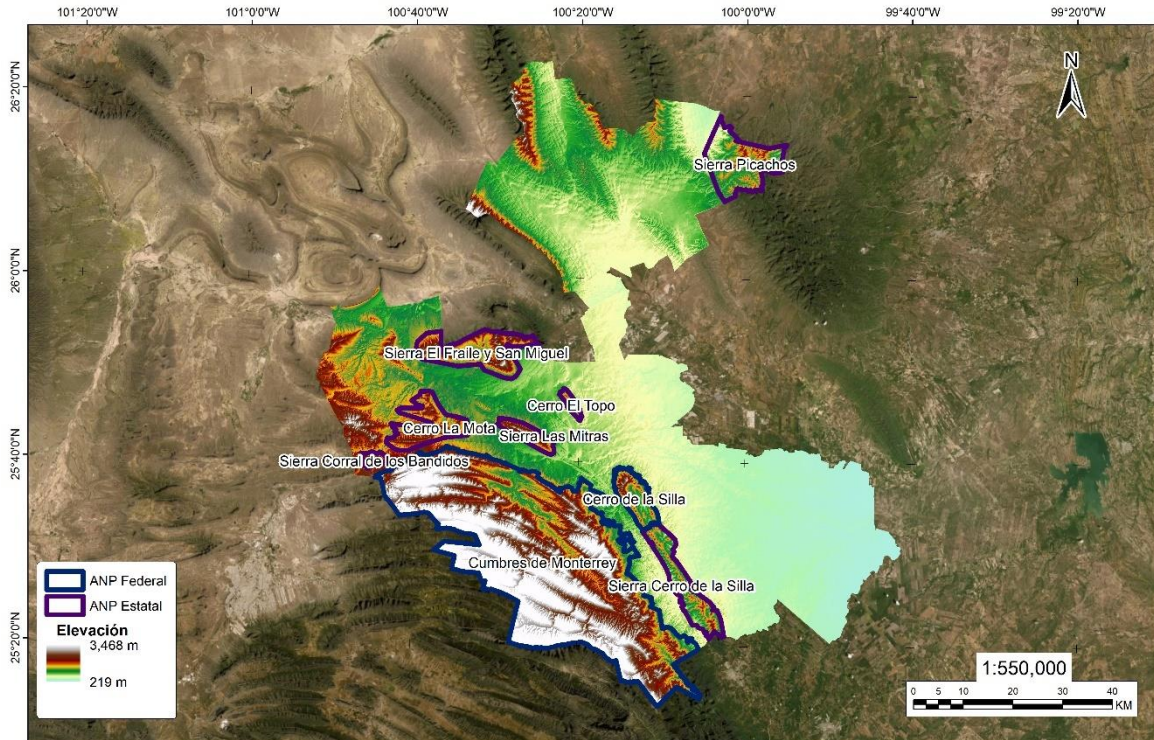 101°20'0"W 101°0'0"W 100°40'0"W 100°20'0"W 100°0'0"W 99°40'0"W 99°20'0"W
N
26°20'0"N
Sierra Picachos
26°0'0"N
Sierra El Fraile y San Miguel
Cerro El Topo
Cerro La Mota
Sierra Las Mitras
25°40'0"N
Sierra Corral de los Bandidos
Cerro de la Silla
Cumbres de Monterrey
Sierra Cerro de la Silla
25°20'0"N
ANP Federal
ANP Estatal
Elevación
3,468 m
219 m
1:550,000
0 5 10 20 30 40
KM